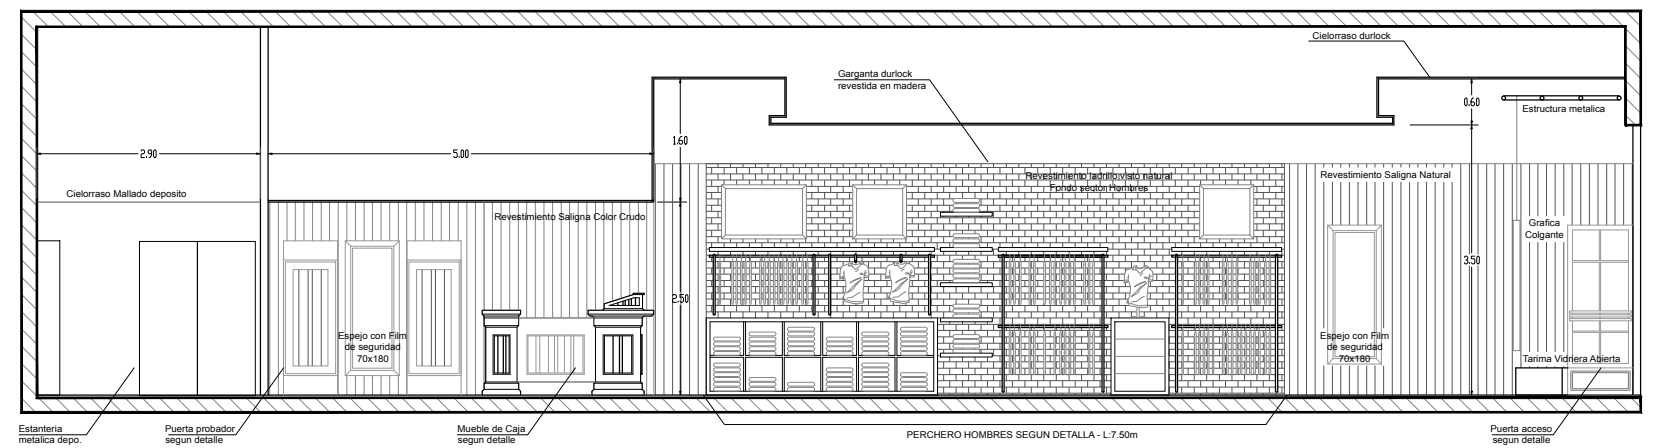 Cielorraso durlock
Garganta durlock
revestida en madera
0.60
Estructura metalica
1.60
2.90
5.00
Revestimiento ladrillo visto natural
Fondo sector Hombres
Revestimiento Saligna Natural
Cielorraso Mallado deposito
Revestimiento Saligna Color Crudo
Grafica
Colgante
3.50
2.50
Espejo con Film
de seguridad
70x180
Espejo con Film
de seguridad
70x180
Tarima Vidriera Abierta
Estanteria
metalica depo.
Puerta probador
segun detalle
Mueble de Caja
segun detalle
PERCHERO HOMBRES SEGUN DETALLA - L:7.50m
Puerta acceso
segun detalle